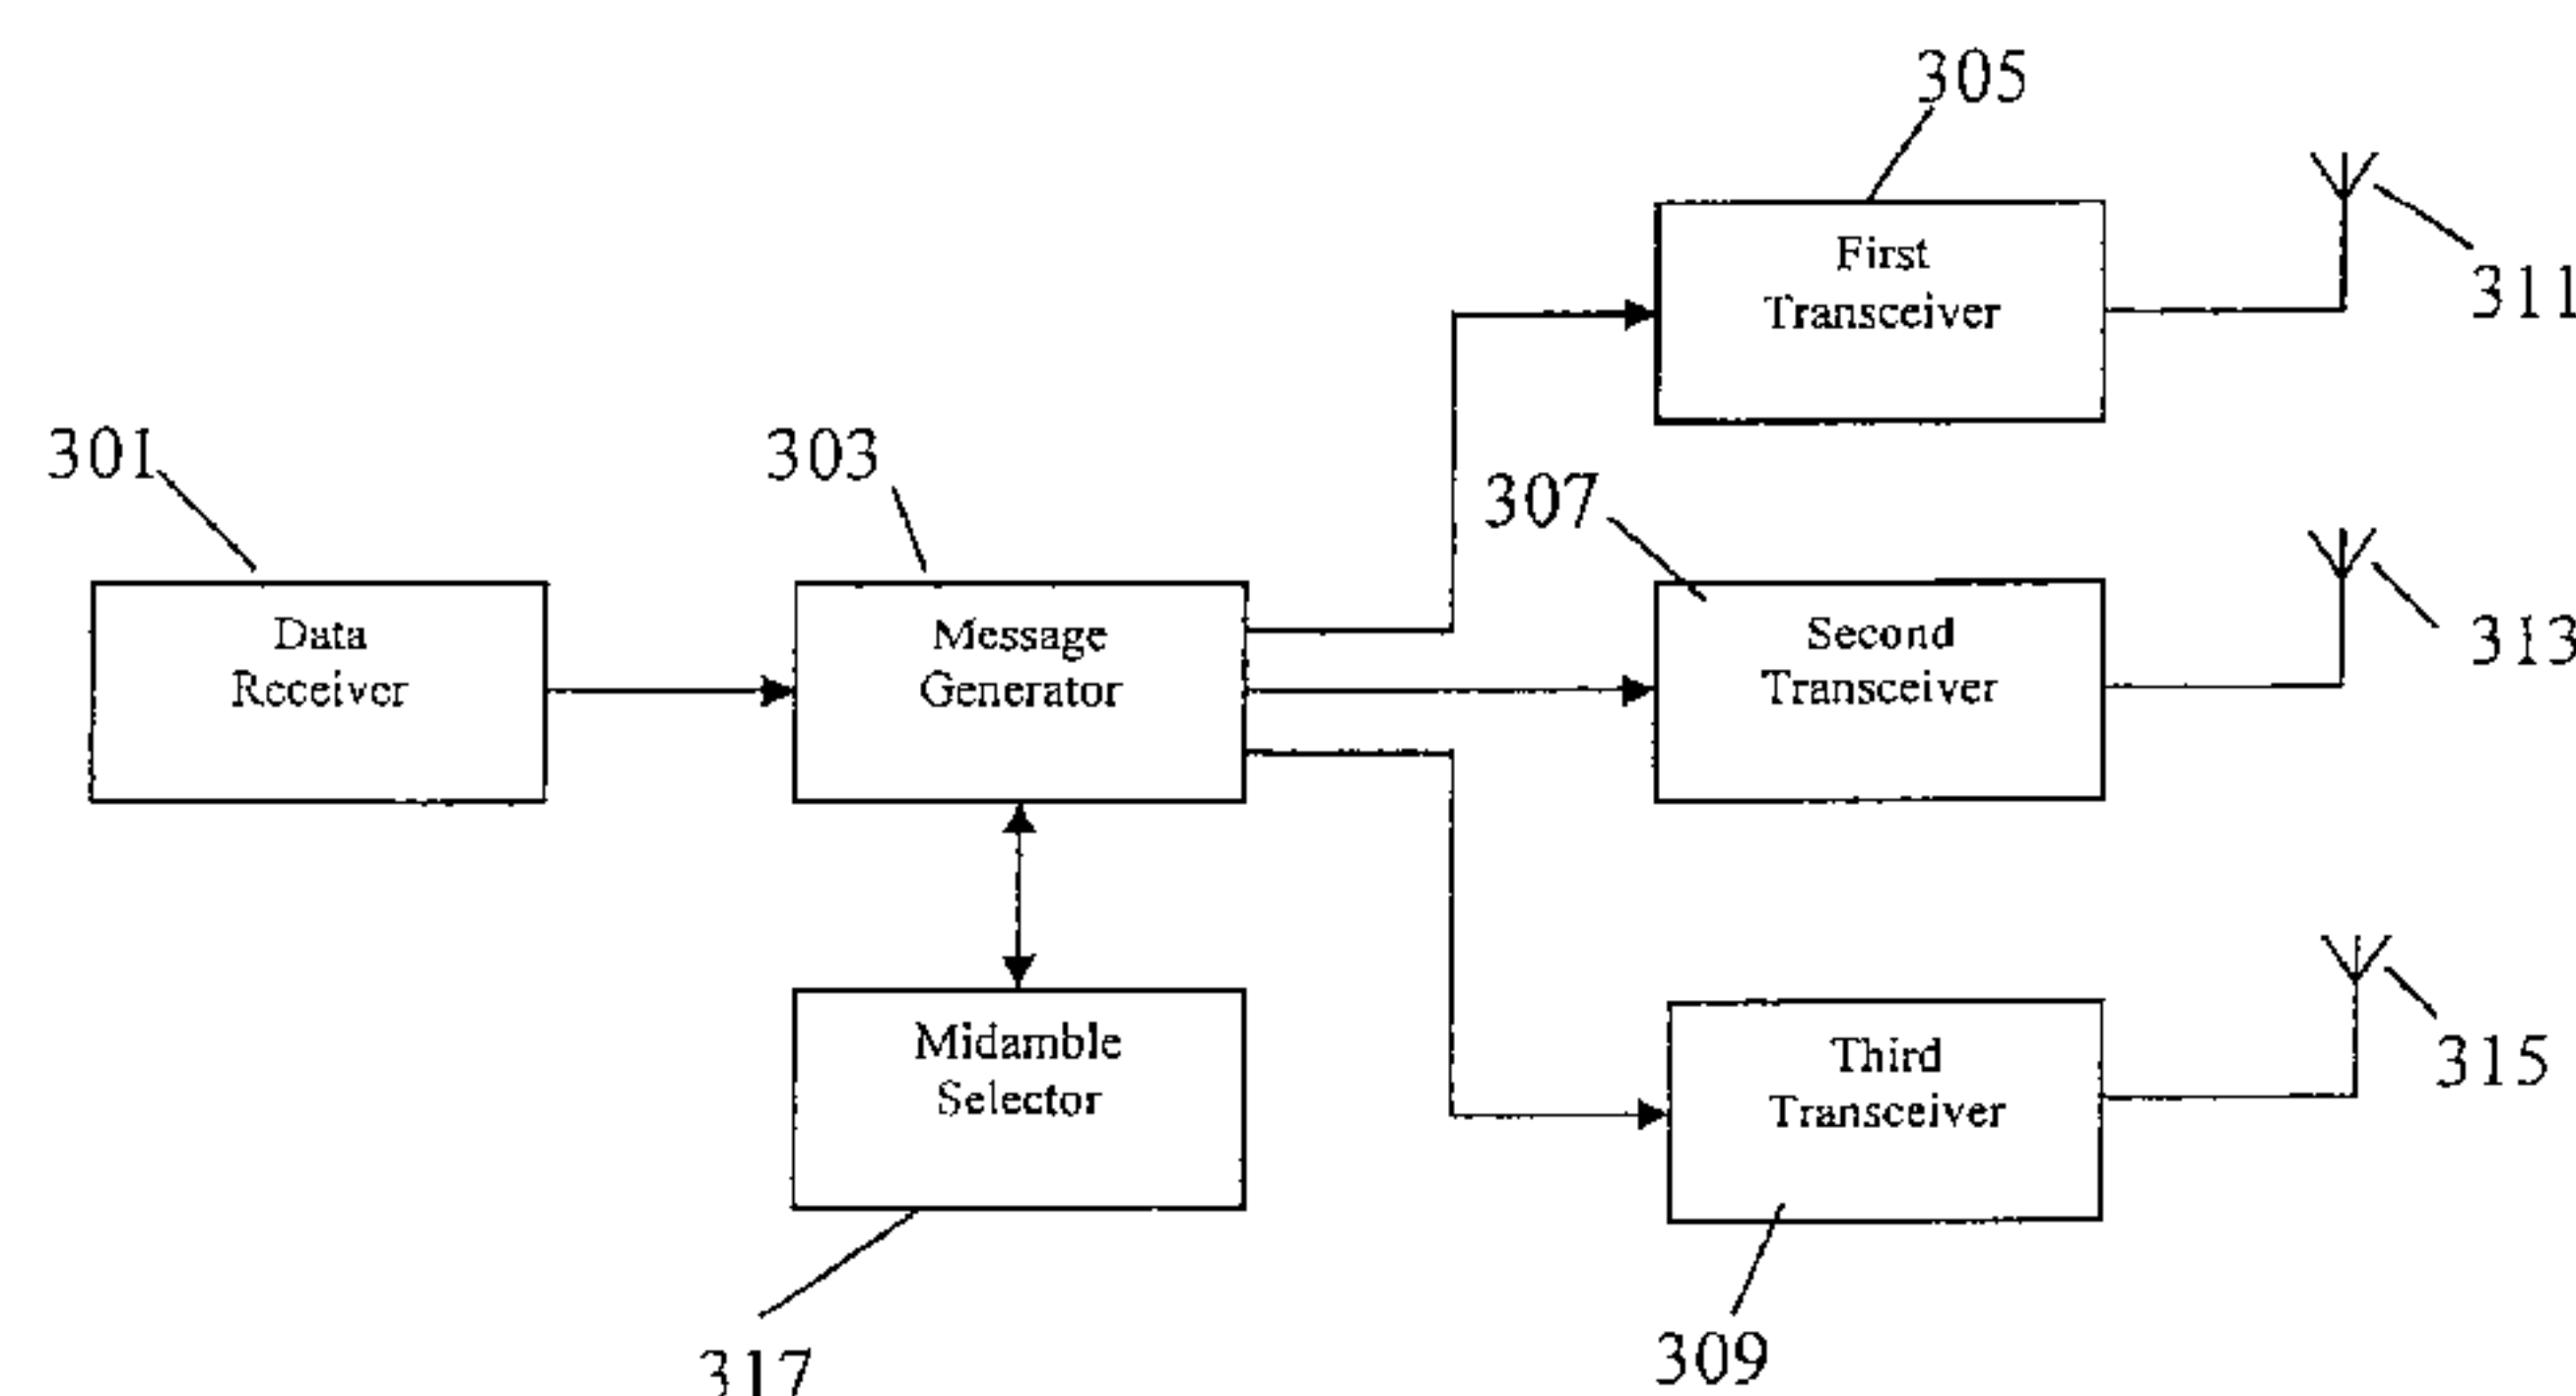 305
First
Transceiver
311
301
303
307
Data
Receiver
Message
Generator
Second
Transceiver
313
Midamble
Selector
Third
Transceiver
315
317
309